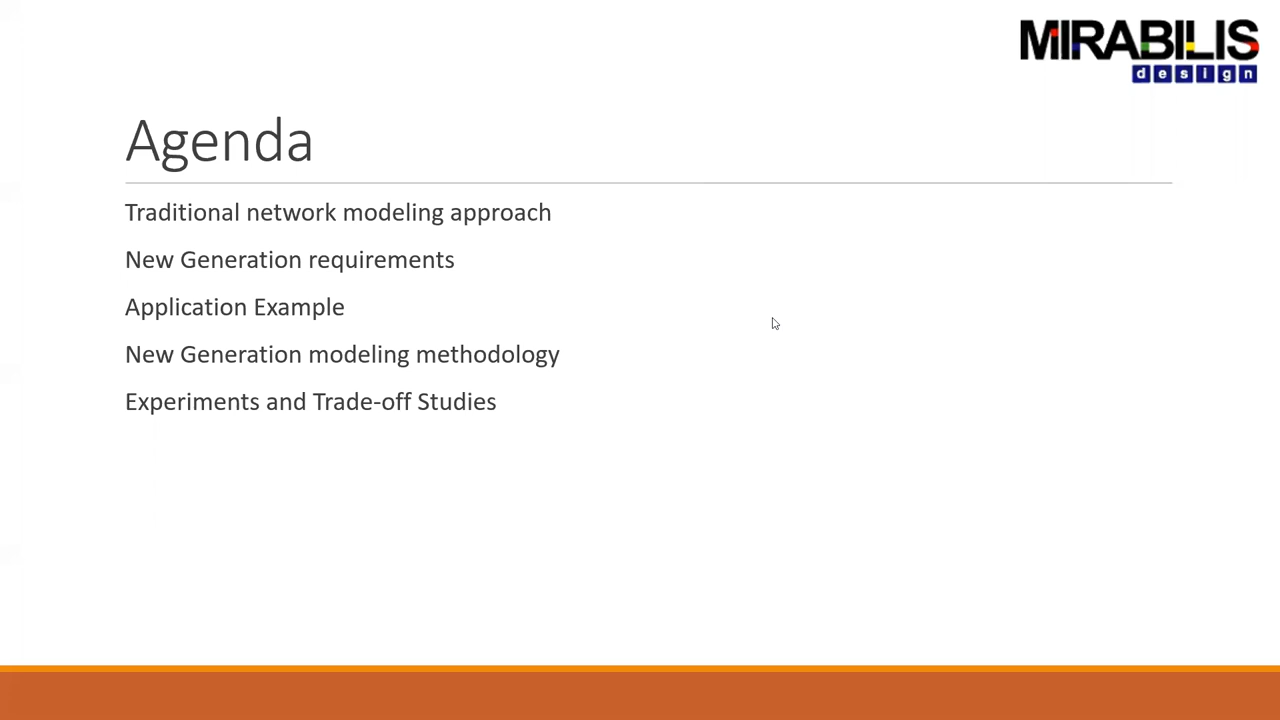 MIRABILIS
design
Agenda
Traditional network modeling approach
New Generation requirements
Application Example
New Generation modeling methodology
Experiments and Trade-off Studies